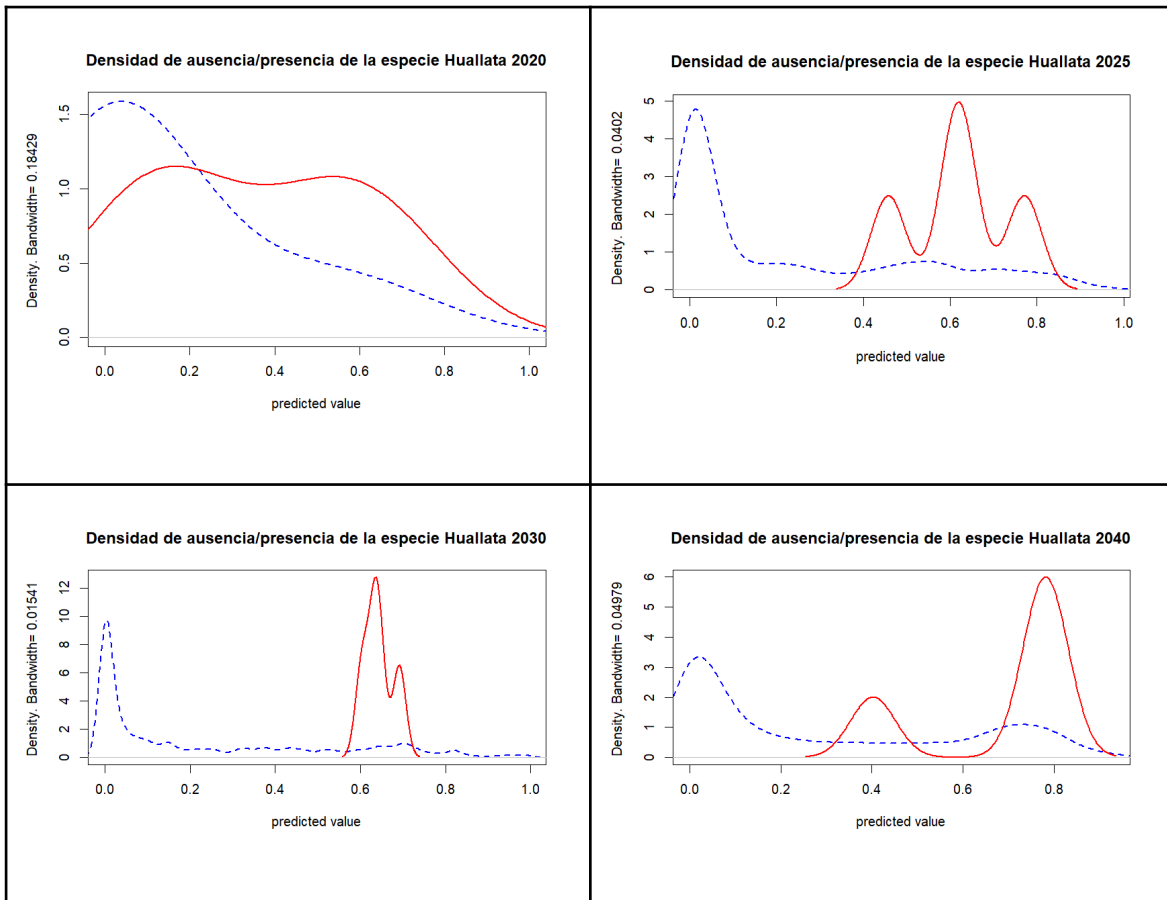 Densidad de ausencia/presencia de la especie Huallata 2020
Density. Bandwidth= 0.18429
1.5
1.0
0.5
0.0
0.0 0.2 0.4 0.6 0.8 1.0
predicted value
Densidad de ausencia/presencia de la especie Huallata 2025
Density. Bandwidth= 0.0402
5
4
3
2
1
0
0.0 0.2 0.4 0.6 0.8 1.0
predicted value
Densidad de ausencia/presencia de la especie Huallata 2030
Density. Bandwidth= 0.01541
12
10
8
6
4
2
0
0.0 0.2 0.4 0.6 0.8 1.0
predicted value
Densidad de ausencia/presencia de la especie Huallata 2040
Density. Bandwidth= 0.04979
6
5
4
3
2
1
0
0.0 0.2 0.4 0.6 0.8
predicted value